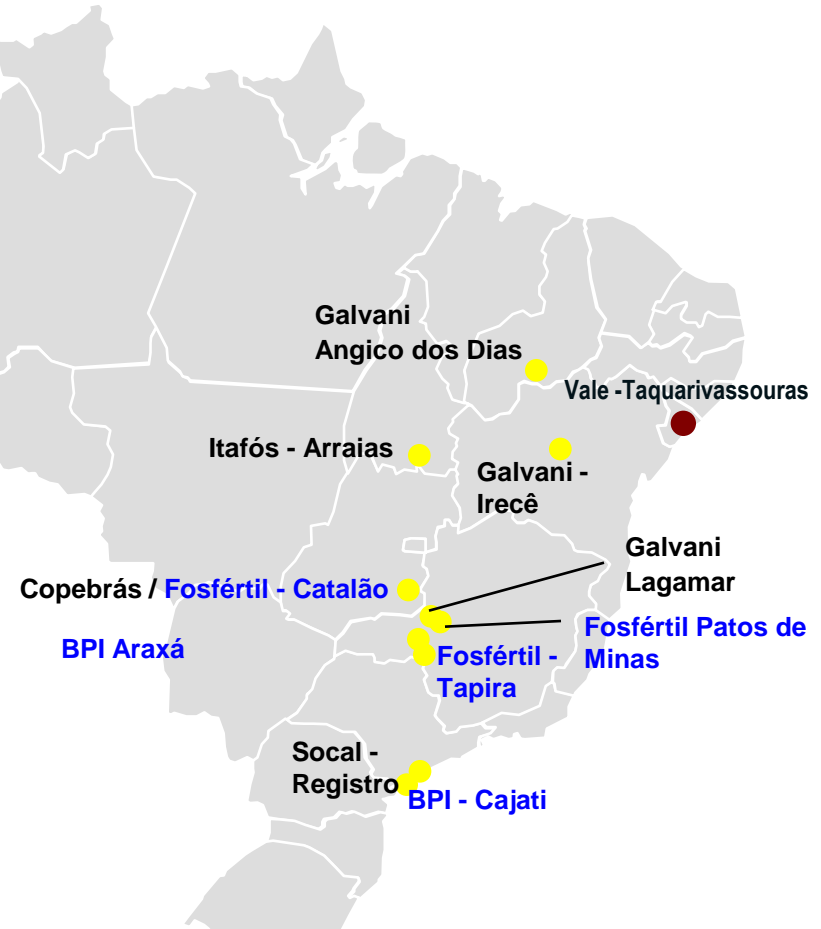 Galvani
Angico dos Dias
Vale -Taquarivassouras
Itafós - Arraias
Galvani -
Irecê
Galvani
Lagamar
Copebrás / Fosfértil - Catalão
Fosfértil Patos de
Minas
BPI Araxá
Fosfértil -
Tapira
Socal -
Registro
BPI - Cajati